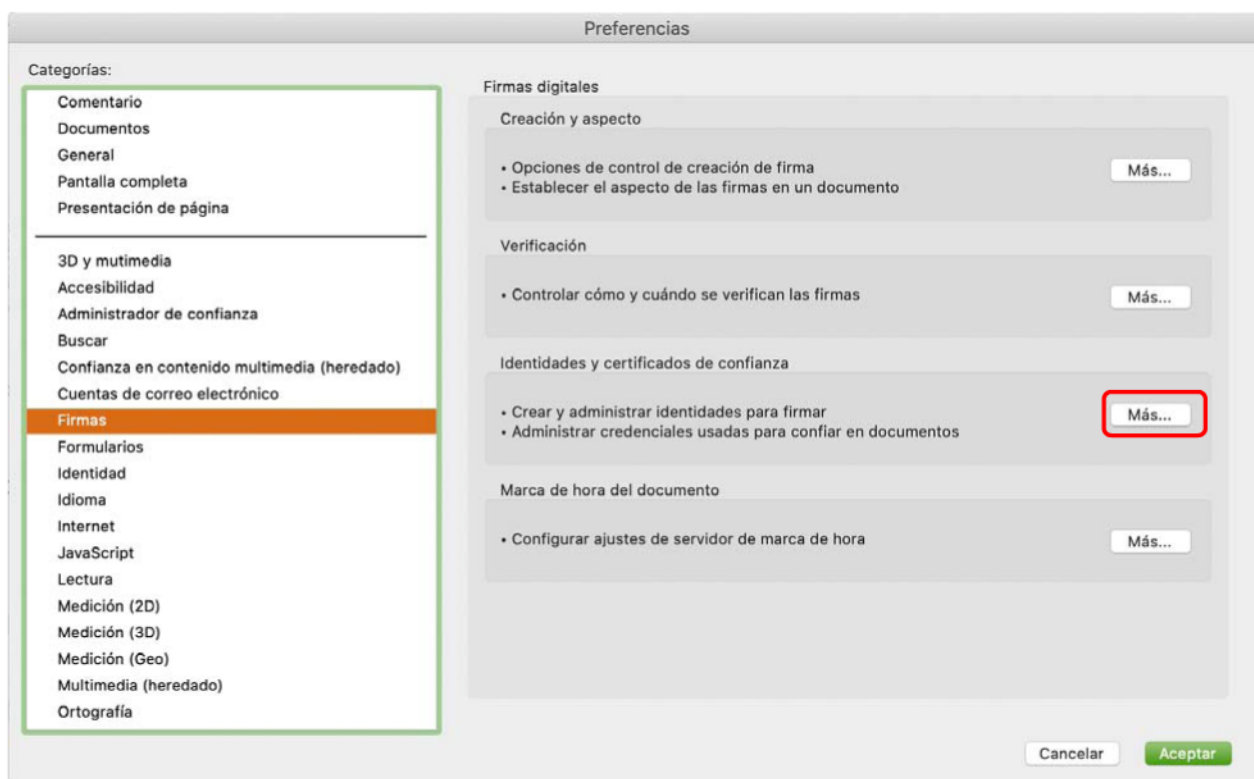 Preferencias
Categorías:
Comentario
Documentos
General
Pantalla completa
Presentación de página
3D y mutimedia
Accesibilidad
Administrador de confianza
Buscar
Confianza en contenido multimedia (heredado)
Cuentas de correo electrónico
Firmas
Formularios
Identidad
Idioma
Internet
JavaScript
Lectura
Medición (2D)
Medición (3D)
Medición (Geo)
Multimedia (heredado)
Ortografía
Firmas digitales
Creación y aspecto
• Opciones de control de creación de firma
• Establecer el aspecto de las firmas en un documento
Más...
Verificación
• Controlar cómo y cuándo se verifican las firmas
Más...
Identidades y certificados de confianza
• Crear y administrar identidades para firmar
• Administrar credenciales usadas para confiar en documentos
Más...
Marca de hora del documento
• Configurar ajustes de servidor de marca de hora
Más...
Cancelar
Aceptar